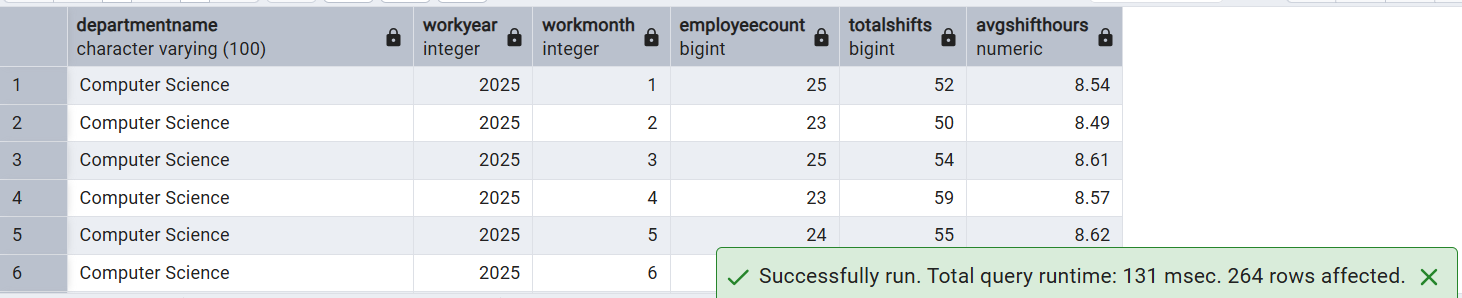 departmentname workyear workmonth employeecount totalshifts avgshifthours
character varying (100) integer integer bigint bigint numeric
1 Computer Science 2025 1 25 52 8.54
2 Computer Science 2025 2 23 50 8.49
3 Computer Science 2025 3 25 54 8.61
4 Computer Science 2025 4 23 59 8.57
5 Computer Science 2025 5 24 55 8.62
6 Computer Science 2025 6
Successfully run. Total query runtime: 131 msec. 264 rows affected.